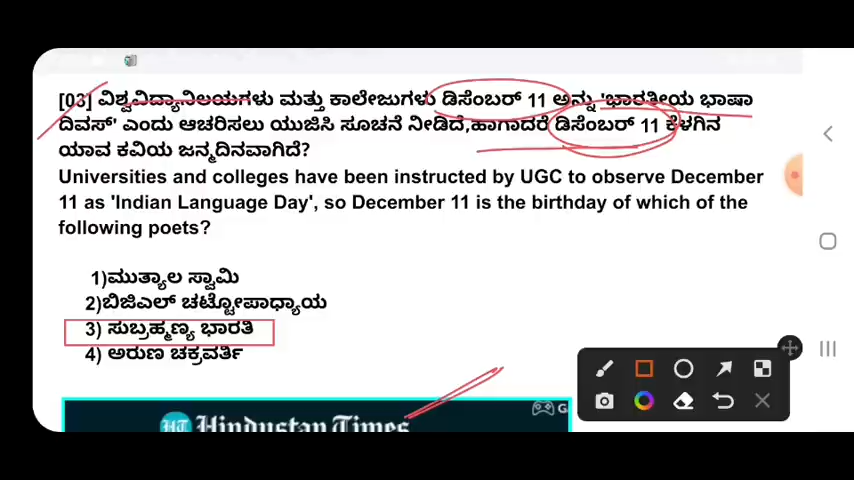 [03] ವಿಶ್ವವಿದ್ಯಾನಿಲಯಗಳು ಮತ್ತು ಕಾಲೇಜುಗಳು ಡಿಸೆಂಬರ್ 11 ಅನ್ನು 'ಭಾರತೀಯ ಭಾಷಾ
ದಿವಸ್' ಎಂದು ಆಚರಿಸಲು ಯುಜಿಸಿ ಸೂಚನೆ ನೀಡಿದೆ,ಹಾಗಾದರೆ ಡಿಸೆಂಬರ್ 11 ಕೆಳಗಿನ
ಯಾವ ಕವಿಯ ಜನ್ಮದಿನವಾಗಿದೆ?
Universities and colleges have been instructed by UGC to observe December
11 as 'Indian Language Day', so December 11 is the birthday of which of the
following poets?
1)ಮುತ್ಯಾಲ ಸ್ವಾಮಿ
2)ಬಿಜಿಎಲ್ ಚಟ್ಟೋಪಾಧ್ಯಾಯ
3) ಸುಬ್ರಹ್ಮಣ್ಯ ಭಾರತಿ
4) ಅರುಣ ಚಕ್ರವರ್ತಿ
HT Hindustan Times